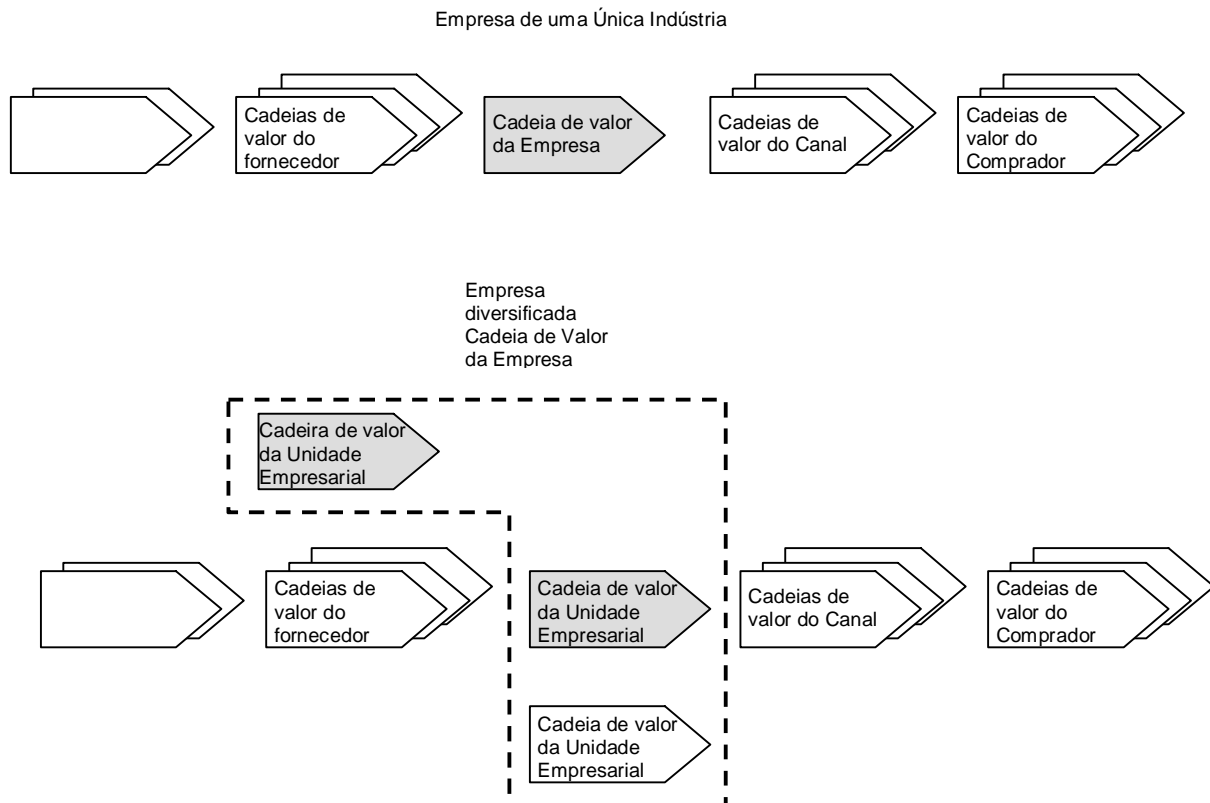 Empresa de uma Única Indústria
Cadeias de
valor do
fornecedor
Cadeia de valor
da Empresa
Cadeias de
valor do Canal
Cadeias de
valor do
Comprador
Empresa
diversificada
Cadeia de Valor
da Empresa
Cadeira de valor
da Unidade
Empresarial
Cadeias de
valor do
fornecedor
Cadeia de valor
da Unidade
Empresarial
Cadeias de
valor do Canal
Cadeias de
valor do
Comprador
Cadeia de valor
da Unidade
Empresarial